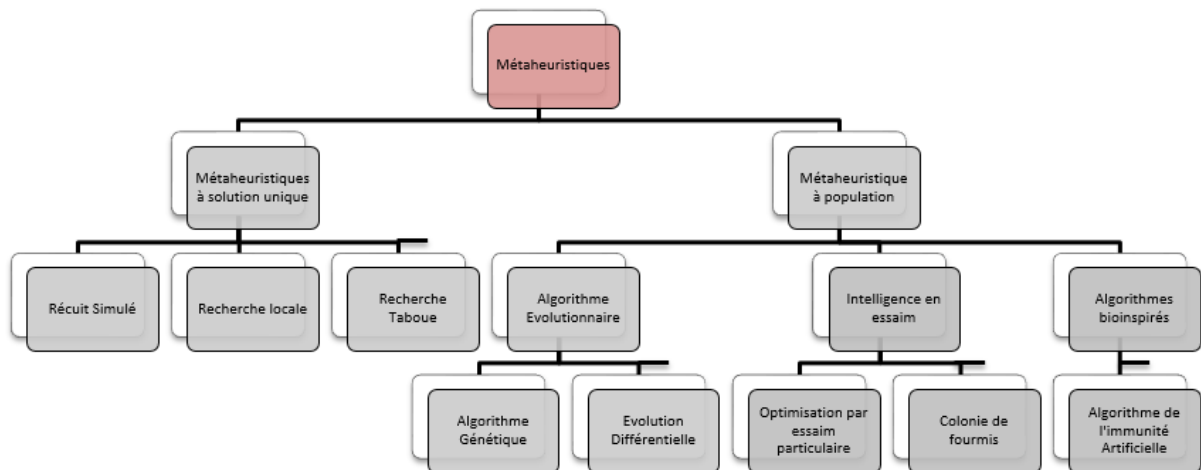 Métaheuristiques
Métaheuristiques
à solution unique
Métaheuristique
à population
Récuit Simulé
Recherche locale
Recherche
Taboue
Algorithme
Evolutionnaire
Intelligence en
essaim
Algorithmes
bioinspirés
Algorithme
Génétique
Evolution
Différentielle
Optimisation par
essaim
particulaire
Colonie de
fourmis
Algorithme de
l'immunité
Artificielle